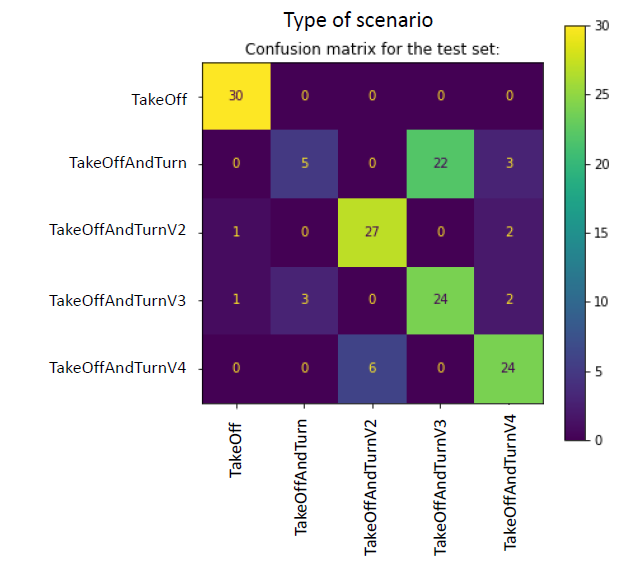 Type of scenario
Confusion matrix for the test set:
TakeOff 30 0 0 0 0
TakeOffAndTurn 0 5 0 22 3
TakeOffAndTurnV2 1 0 27 0 2
TakeOffAndTurnV3 1 3 0 24 2
TakeOffAndTurnV4 0 0 6 0 24
TakeOff
TakeOffAndTurn
TakeOffAndTurnV2
TakeOffAndTurnV3
TakeOffAndTurnV4
30
25
20
15
10
5
0